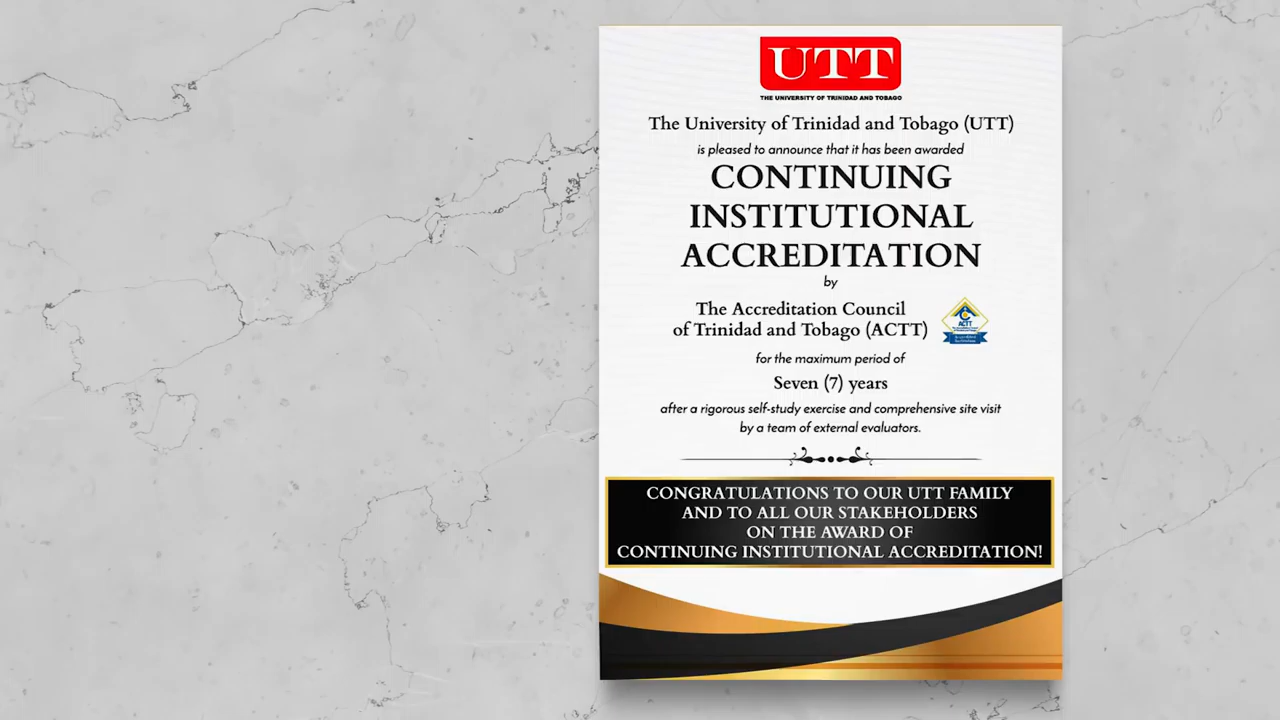 UTT
THE UNIVERSITY OF TRINIDAD AND TOBAGO
The University of Trinidad and Tobago (UTT)
is pleased to announce that it has been awarded
CONTINUING
INSTITUTIONAL
ACCREDITATION
by
The Accreditation Council
of Trinidad and Tobago (ACTT)
ACTT
for the maximum period of
Seven (7) years
after a rigorous self-study exercise and comprehensive site visit
by a team of external evaluators.
CONGRATULATIONS TO OUR UTT FAMILY
AND TO ALL OUR STAKEHOLDERS
ON THE AWARD OF
CONTINUING INSTITUTIONAL ACCREDITATION!